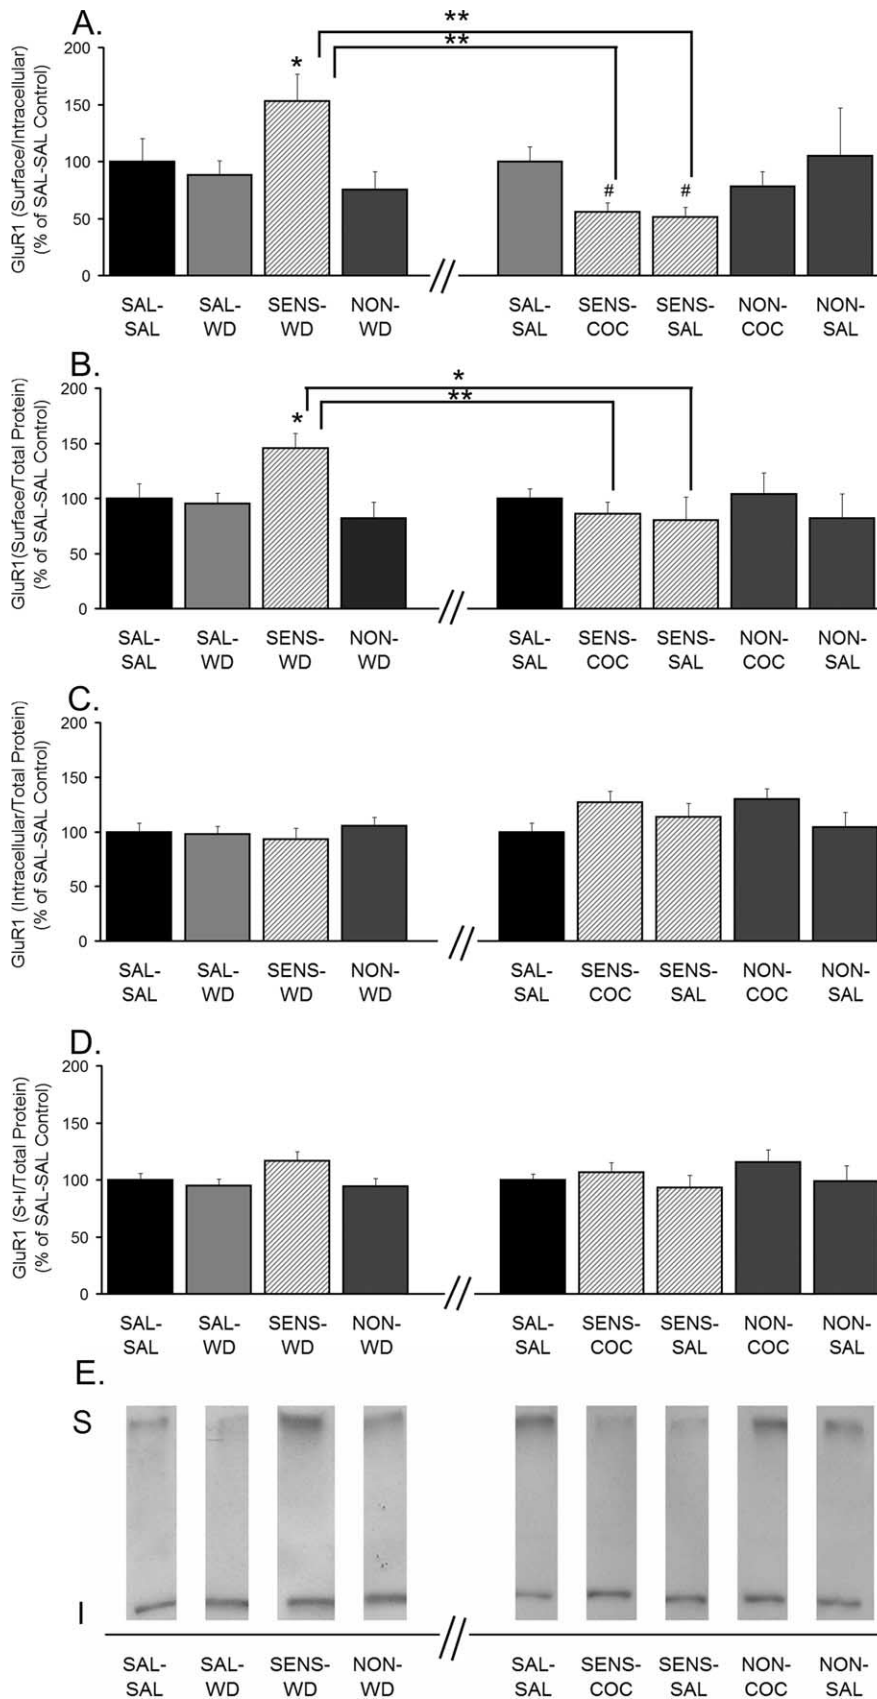 A.
GluR1 (Surface/Intracellular)
(% of SAL-SAL Control)
200
150
100
50
0
**
**
*
#
#
SAL-
SAL
SAL-
WD
SENS-
WD
NON-
WD
//
SAL-
SAL
SENS-
COC
SENS-
SAL
NON-
COC
NON-
SAL
B.
GluR1(Surface/Total Protein)
(% of SAL-SAL Control)
200
150
100
50
0
*
**
*
SAL-
SAL
SAL-
WD
SENS-
WD
NON-
WD
//
SAL-
SAL
SENS-
COC
SENS-
SAL
NON-
COC
NON-
SAL
C.
GluR1 (Intracellular/Total Protein)
(% of SAL-SAL Control)
200
150
100
50
0
SAL-
SAL
SAL-
WD
SENS-
WD
NON-
WD
//
SAL-
SAL
SENS-
COC
SENS-
SAL
NON-
COC
NON-
SAL
D.
GluR1 (S+I/Total Protein)
(% of SAL-SAL Control)
200
150
100
50
0
SAL-
SAL
SAL-
WD
SENS-
WD
NON-
WD
//
SAL-
SAL
SENS-
COC
SENS-
SAL
NON-
COC
NON-
SAL
E.
S
I
SAL-
SAL
SAL-
WD
SENS-
WD
NON-
WD
//
SAL-
SAL
SENS-
COC
SENS-
SAL
NON-
COC
NON-
SAL